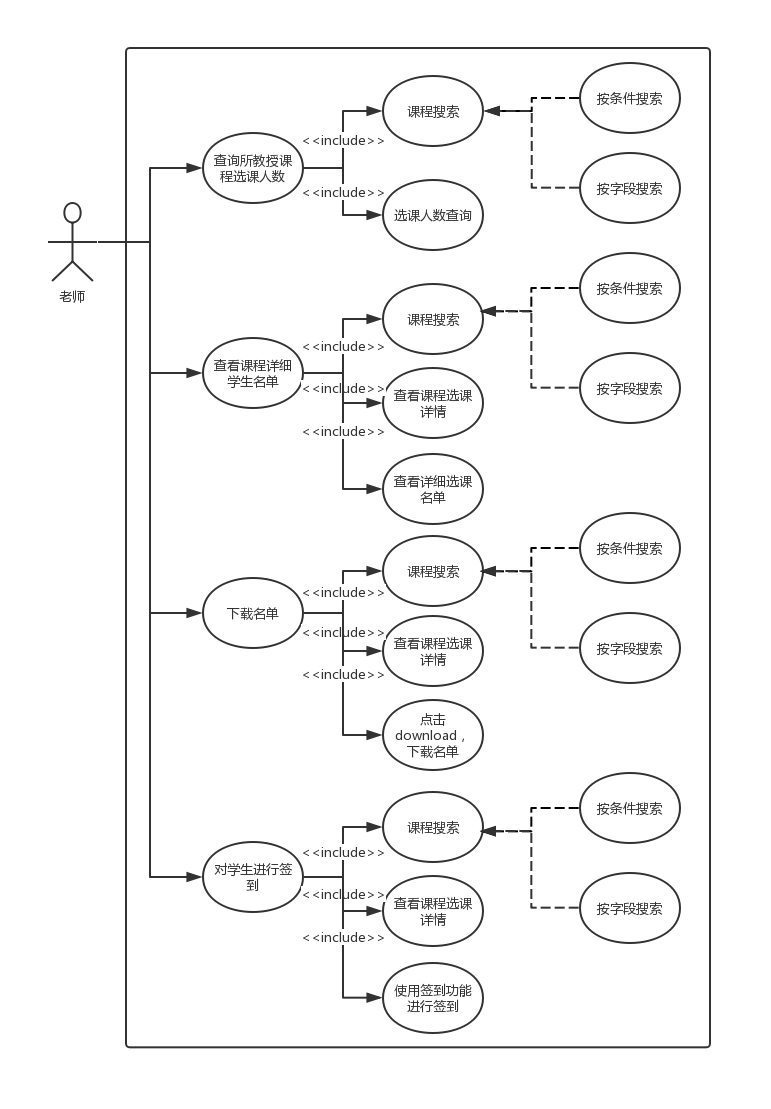 按条件搜索
课程搜索
<<include>>
查询所教授课
程选课人数
按字段搜索
<<include>>
选课人数查询
老师
按条件搜索
课程搜索
<<include>>
查看课程详细
学生名单
<<include>>
查看课程选课
详情
按字段搜索
<<include>>
查看详细选课
名单
按条件搜索
课程搜索
<<include>>
下载名单
<<include>>
查看课程选课
详情
按字段搜索
<<include>>
点击
download，
下载名单
按条件搜索
课程搜索
<<include>>
对学生进行签
到
<<include>>
查看课程选课
详情
按字段搜索
<<include>>
使用签到功能
进行签到